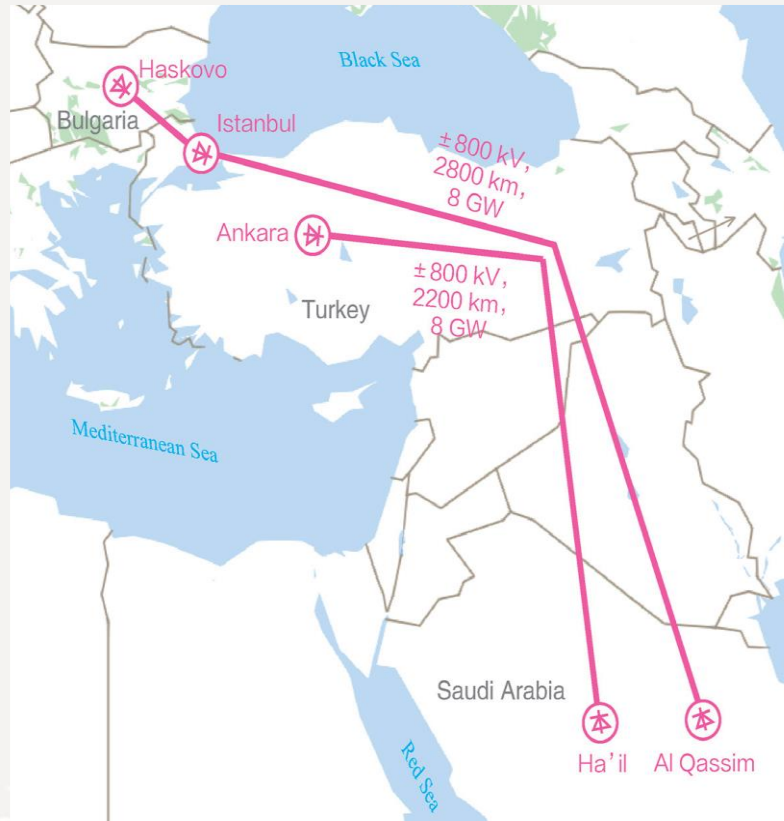 Black Sea
Haskovo
Bulgaria
Istanbul
±800 kV,
2800 km,
8 GW
Ankara
±800 kV,
2200 km,
8 GW
Turkey
Mediterranean Sea
Saudi Arabia
Red Sea
Ha’il
Al Qassim